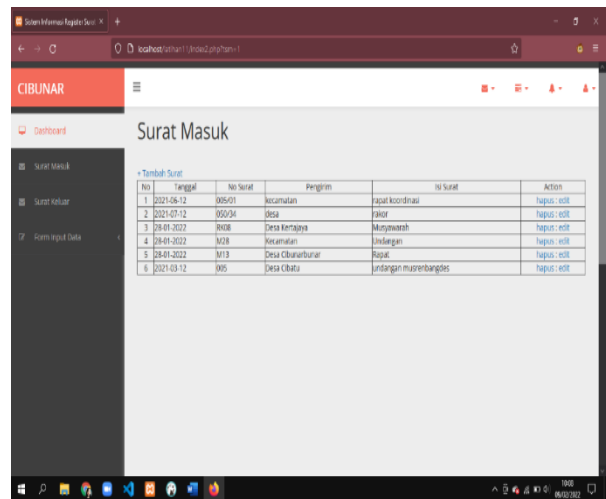 Sistem Informasi Register Surat
localhost/latihan11/index2.php?hsm=1
CIBUNAR
Dashboard
Surat Masuk
Surat Keluar
Form Input Data
Surat Masuk
+ Tambah Surat
No Tanggal No Surat Pengirim Isi Surat Action
1 2021-06-12 005/01 kecamatan rapat koordinasi hapus : edit
2 2021-07-12 050/34 desa rakor hapus : edit
3 28-01-2022 RK08 Desa Kertajaya Musyawarah hapus : edit
4 28-01-2022 M28 Kecamatan Undangan hapus : edit
5 28-01-2022 M13 Desa Cibunarbunar Rapat hapus : edit
6 2021-03-12 005 Desa Cibatu undangan musrenbangdes hapus : edit
10:00